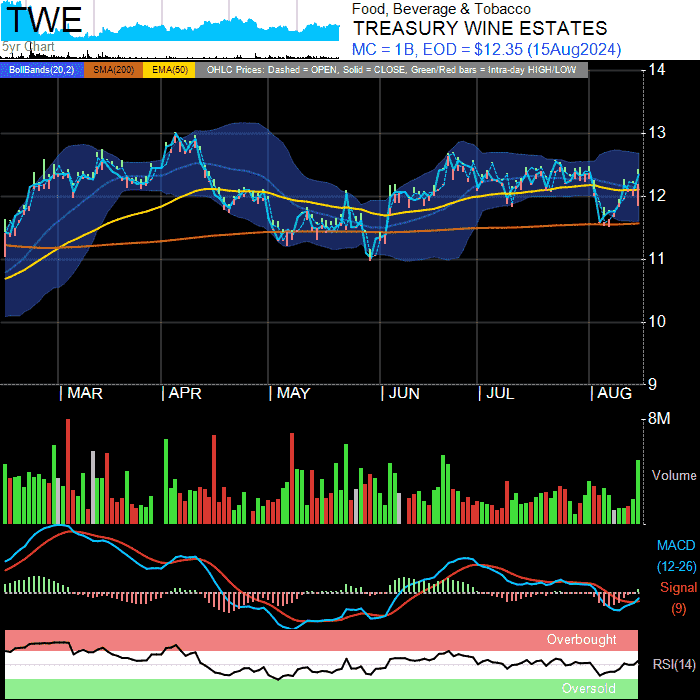 TWE
Food, Beverage & Tobacco
TREASURY WINE ESTATES
5yr Chart
MC = 1B, EOD = $12.35 (15Aug2024)
BollBands(20,2) SMA(200) EMA(50) OHLC Prices: Dashed = OPEN, Solid = CLOSE, Green/Red bars = Intra-day HIGH/LOW
14
13
12
11
10
9
| MAR | APR | MAY | JUN | JUL | AUG
8M
Volume
MACD
(12-26)
Signal
(9)
Overbought
RSI(14)
Oversold